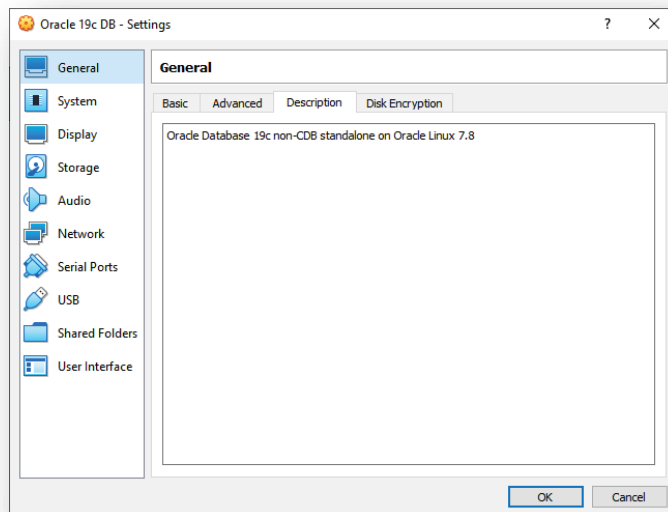 Oracle 19c DB - Settings
?
General
System
Display
Storage
Audio
Network
Serial Ports
USB
Shared Folders
User Interface
General
Basic Advanced Description Disk Encryption
Oracle Database 19c non-CDB standalone on Oracle Linux 7.8
OK Cancel